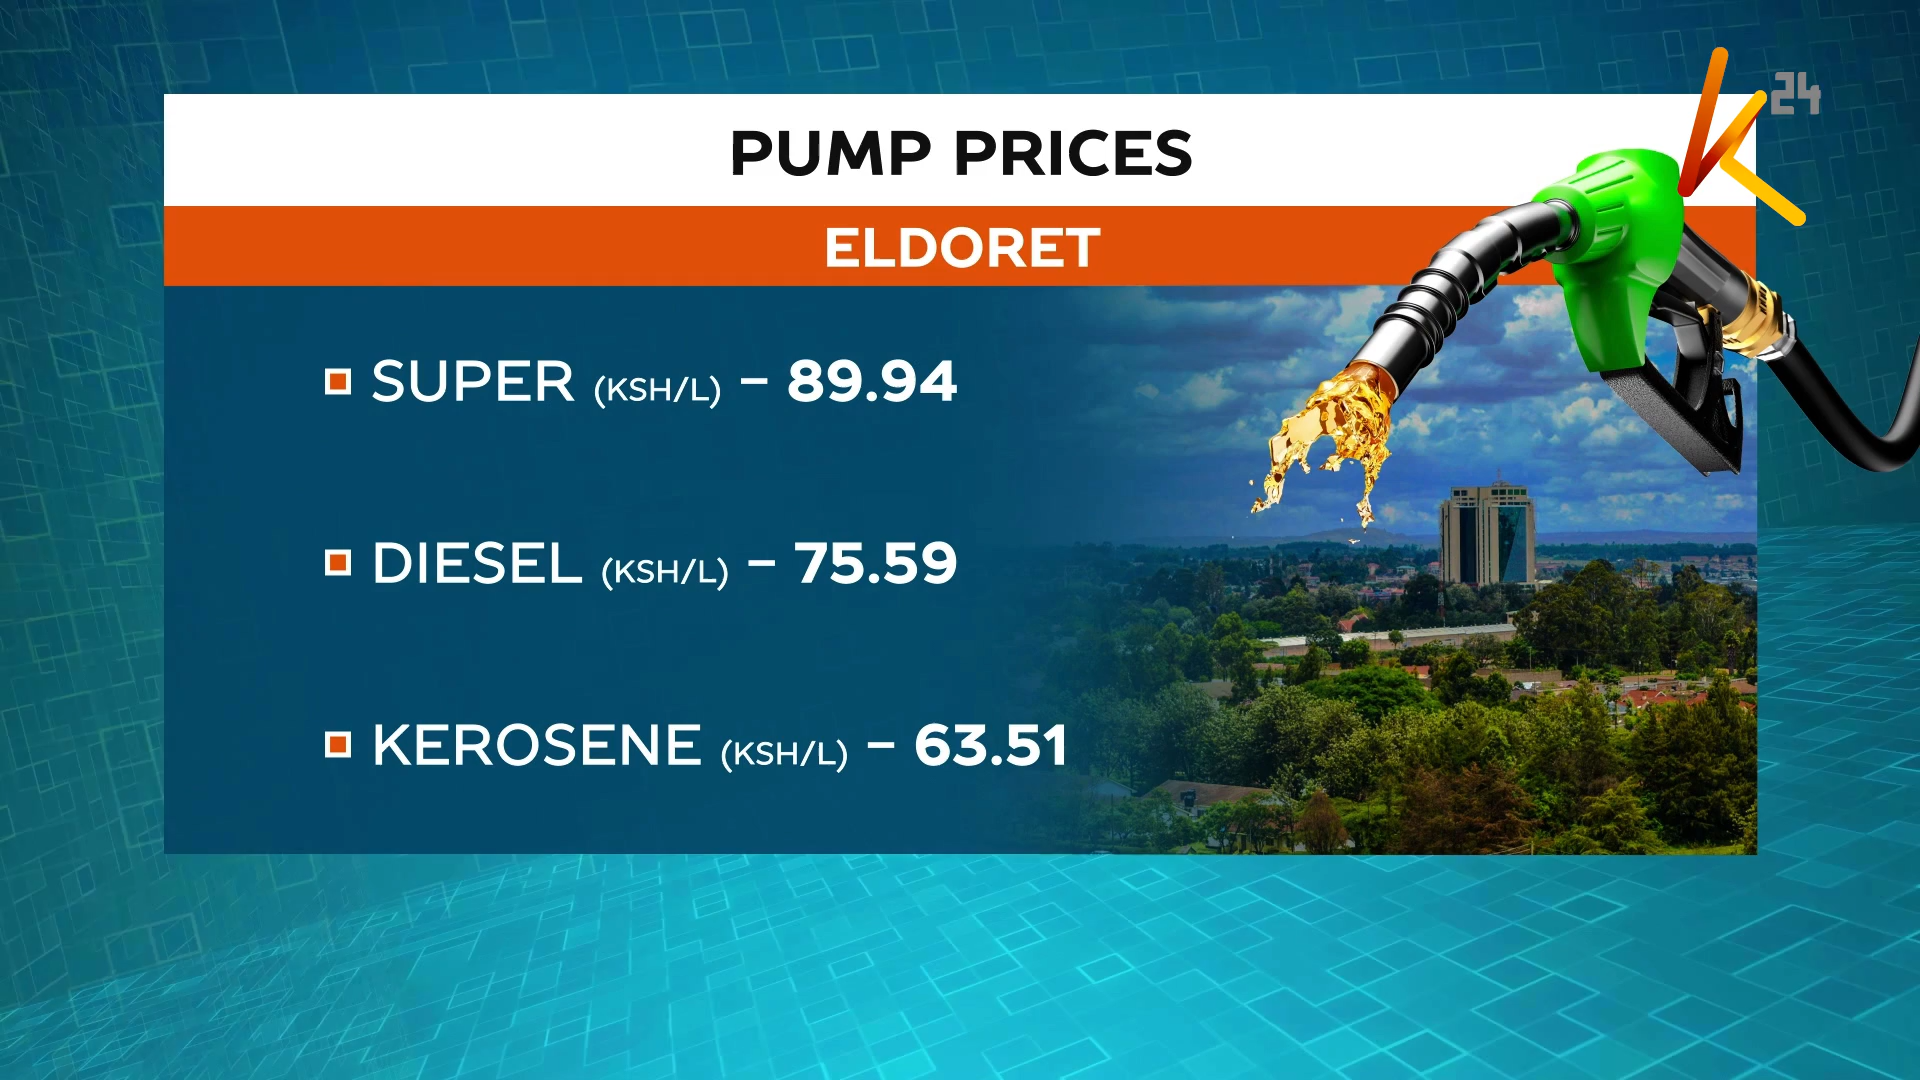 K24
PUMP PRICES
ELDORET
SUPER (KSH/L) – 89.94
DIESEL (KSH/L) – 75.59
KEROSENE (KSH/L) – 63.51